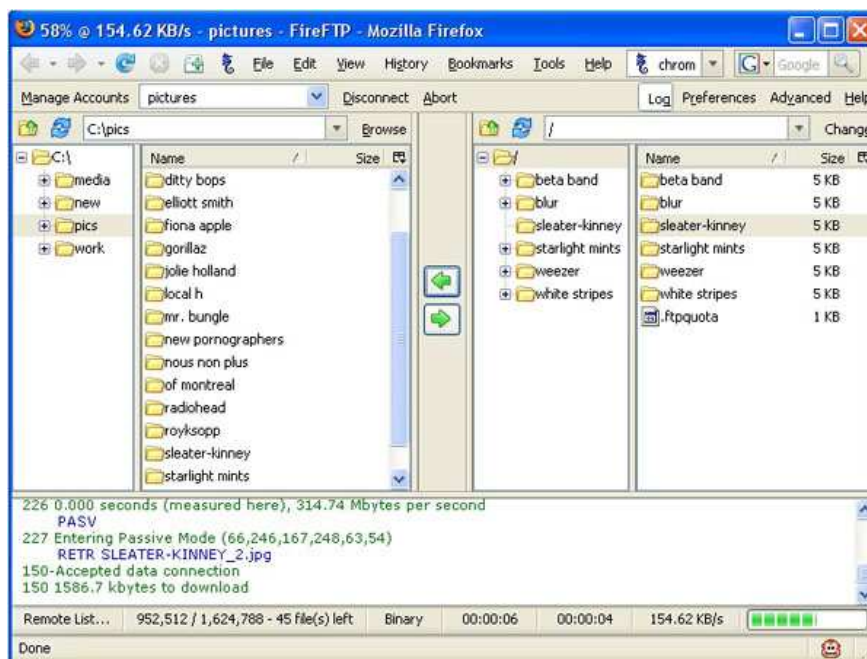 58% @ 154.62 KB/s - pictures - FireFTP - Mozilla Firefox
File Edit View History Bookmarks Tools Help chrom G Google
Manage Accounts pictures Disconnect Abort Log Preferences Advanced Help
C:\pics Browse / Change
C:\
media
new
pics
work
Name / Size
ditty bops
elliott smith
fiona apple
gorillaz
jolie holland
local h
mr. bungle
new pornographers
nous non plus
of montreal
radiohead
royksopp
sleater-kinney
starlight mints
/
beta band
blur
sleater-kinney
starlight mints
weezer
white stripes
Name / Size
beta band 5 KB
blur 5 KB
sleater-kinney 5 KB
starlight mints 5 KB
weezer 5 KB
white stripes 5 KB
.ftpquota 1 KB
226 0.000 seconds (measured here), 314.74 Mbytes per second
PASV
227 Entering Passive Mode (66,246,167,248,63,54)
RETR SLEATER-KINNEY_2.jpg
150-Accepted data connection
150 1586.7 kbytes to download
Remote List... 952,512 / 1,624,788 - 45 file(s) left Binary 00:00:06 00:00:04 154.62 KB/s
Done